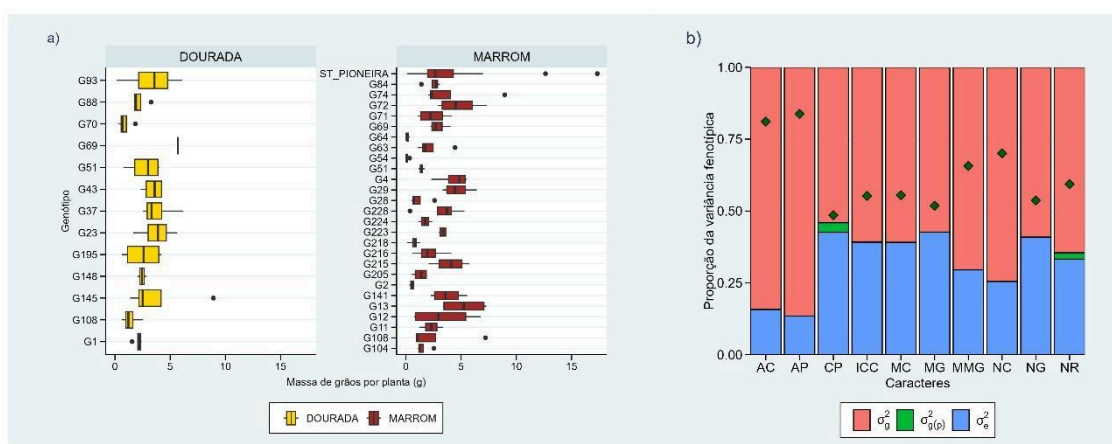 a)
DOURADA
MARROM
Genótipo
G93
G88
G70
G69
G51
G43
G37
G23
G195
G148
G145
G108
G1
0 5 10 15
ST_PIONEIRA
G84
G74
G72
G71
G69
G64
G63
G54
G51
G4
G29
G28
G228
G224
G223
G218
G216
G215
G205
G2
G141
G13
G12
G11
G108
G104
0 5 10 15
Massa de grãos por planta (g)
DOURADA MARROM
b)
Proporção da variância fenotípica
1.00
0.75
0.50
0.25
0.00
AC AP CP ICC MC MG MMG NC NG NR
Caracteres
σ²g σ²g(p) σ²e